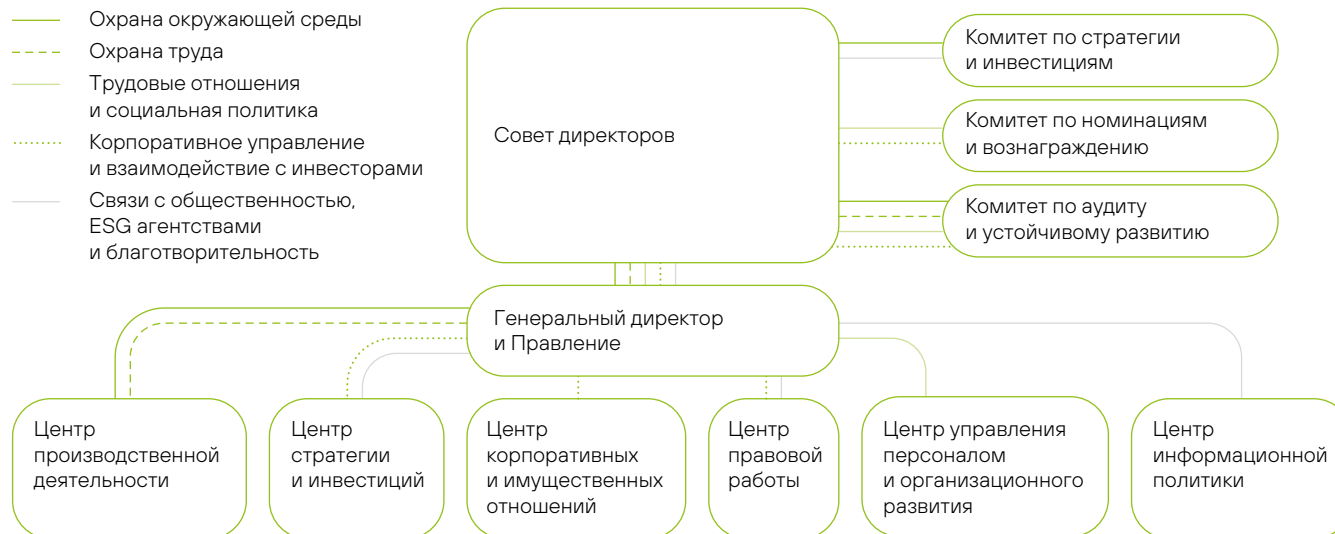 Охрана окружающей среды
Охрана труда
Трудовые отношения
и социальная политика
Корпоративное управление
и взаимодействие с инвесторами
Связи с общественностью,
ESG агентствами
и благотворительность
Совет директоров
Комитет по стратегии
и инвестициям
Комитет по номинациям
и вознаграждению
Комитет по аудиту
и устойчивому развитию
Генеральный директор
и Правление
Центр
производственной
деятельности
Центр
стратегии
и инвестиций
Центр
корпоративных
и имущественных
отношений
Центр
правовой
работы
Центр управления
персоналом
и организационного
развития
Центр
информационной
политики